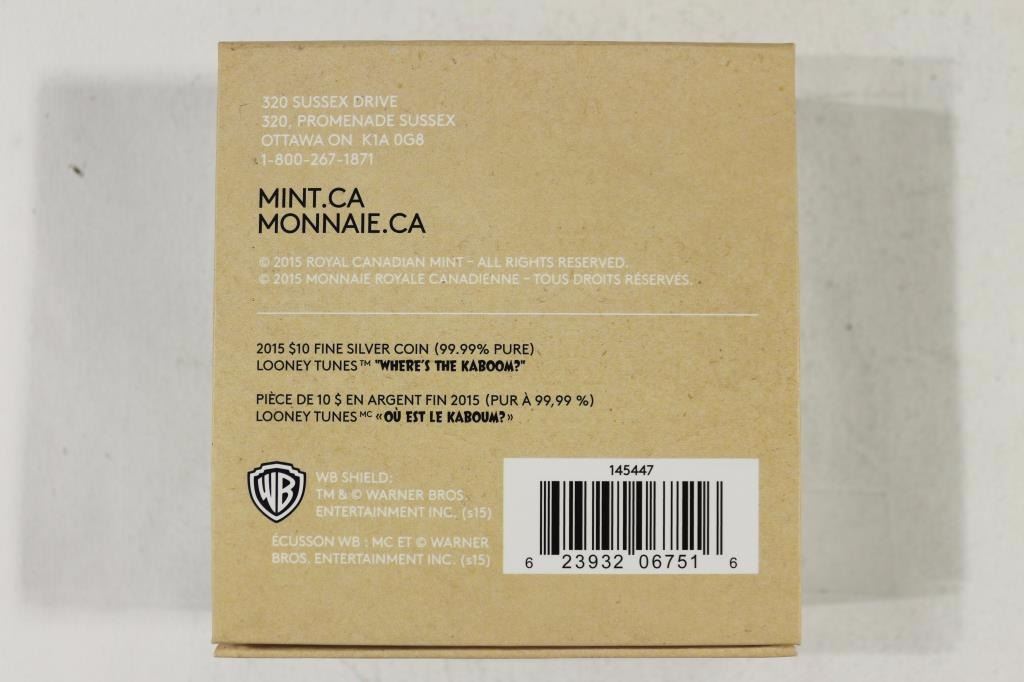 320 SUSSEX DRIVE
320, PROMENADE SUSSEX
OTTAWA ON K1A 0G8
1-800-267-1871
MINT.CA
MONNAIE.CA
© 2015 ROYAL CANADIAN MINT – ALL RIGHTS RESERVED.
© 2015 MONNAIE ROYALE CANADIENNE – TOUS DROITS RÉSERVÉS.
2015 $10 FINE SILVER COIN (99.99% PURE)
LOONEY TUNES™ "WHERE'S THE KABOOM?"
PIÈCE DE 10 $ EN ARGENT FIN 2015 (PUR À 99,99 %)
LOONEY TUNES MC «OÙ EST LE KABOUM?»
WB
WB SHIELD:
TM & © WARNER BROS.
ENTERTAINMENT INC. (s15)
ÉCUSSON WB : MC ET © WARNER
BROS. ENTERTAINMENT INC. (s15)
145447
6 23932 06751 6